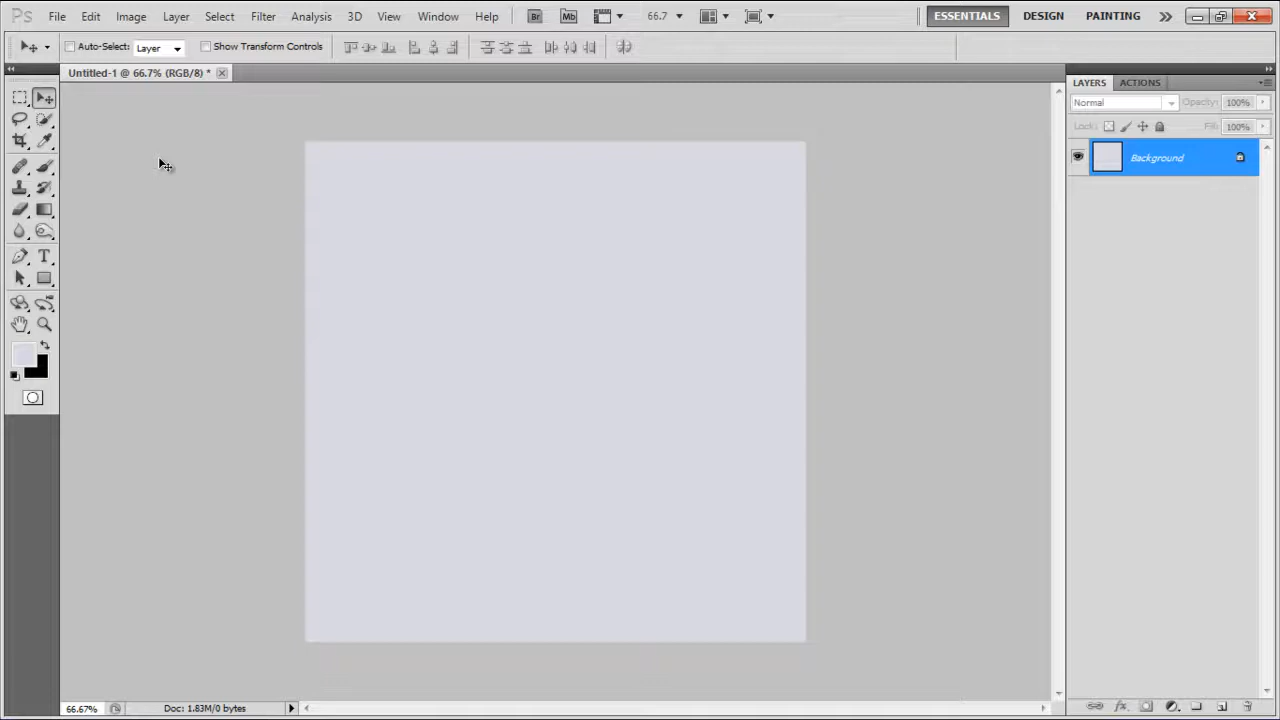 Ps File Edit Image Layer Select Filter Analysis 3D View Window Help Br Mb 66.7 ESSENTIALS DESIGN PAINTING
Auto-Select: Layer Show Transform Controls
Untitled-1 @ 66.7% (RGB/8) *
LAYERS ACTIONS
Normal Opacity: 100%
Lock: Fill: 100%
Background
T
66.67% Doc: 1.83M/0 bytes